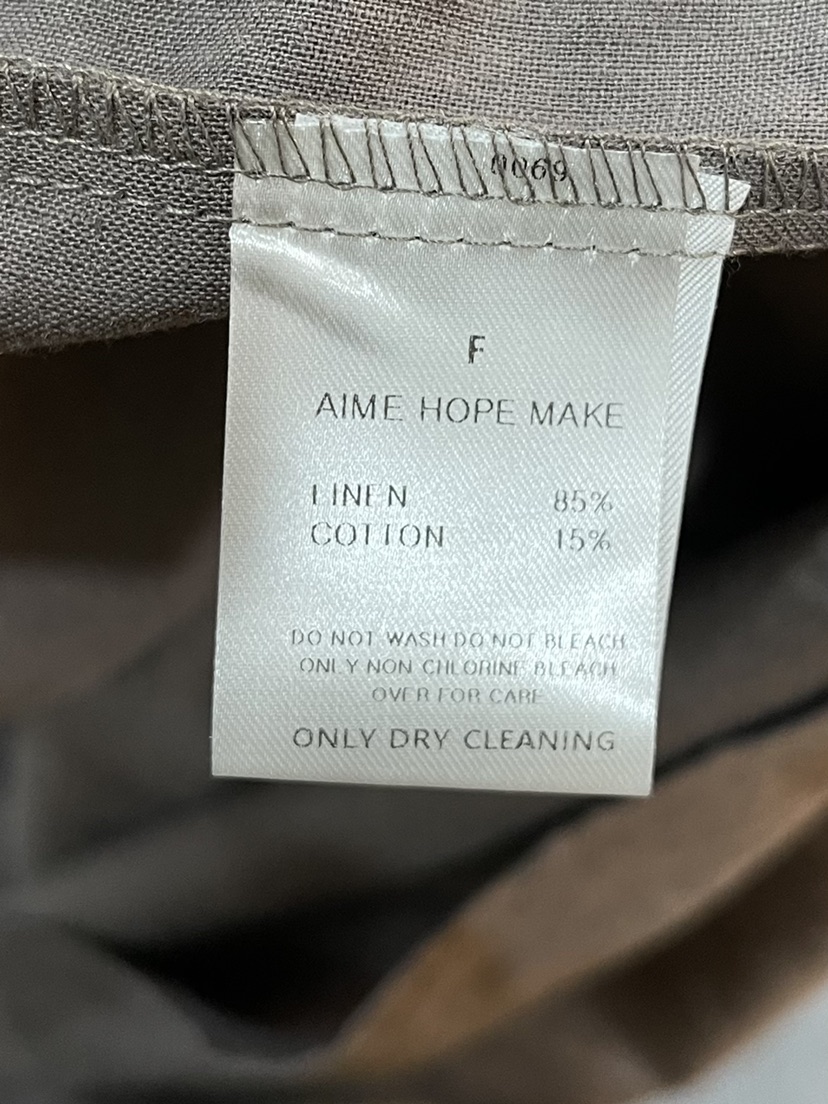 0069
F
AIME HOPE MAKE
LINEN 85%
COTTON 15%
DO NOT WASH DO NOT BLEACH
ONLY NON CHLORINE BLEACH
OVER FOR CARE
ONLY DRY CLEANING